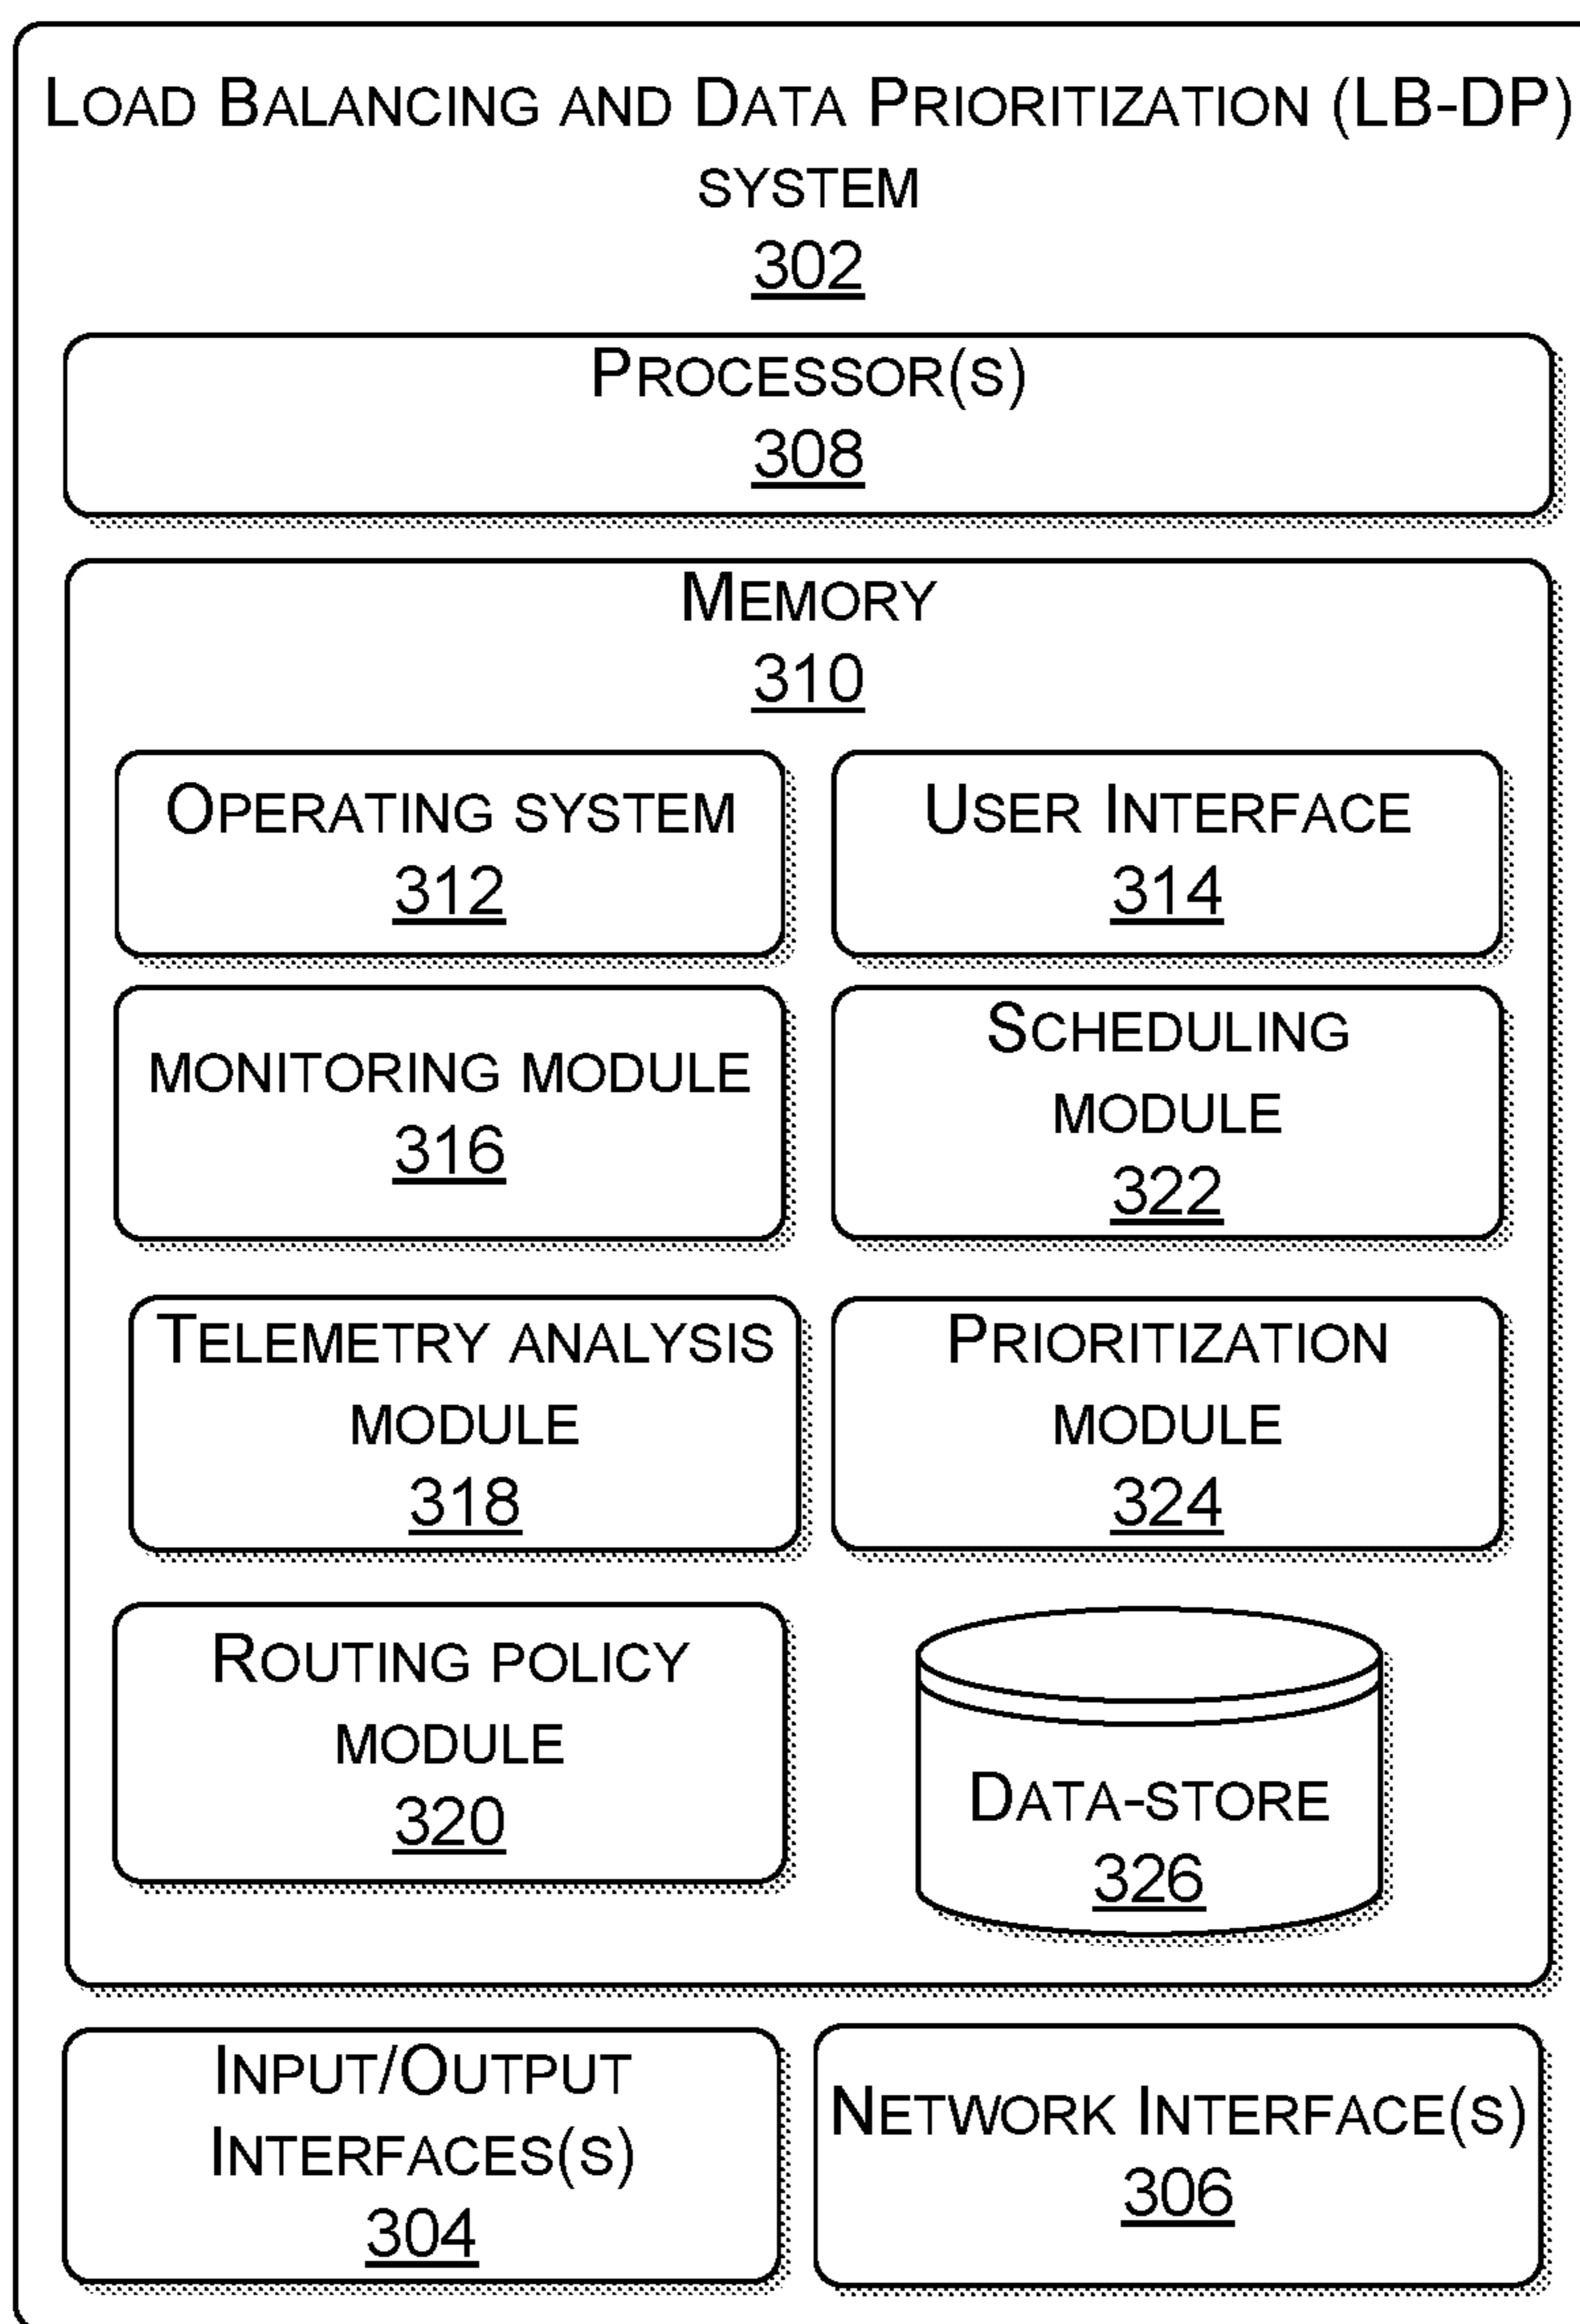 LOAD BALANCING AND DATA PRIORITIZATION (LB-DP)
SYSTEM
302
PROCESSOR(S)
308
MEMORY
310
OPERATING SYSTEM
312
USER INTERFACE
314
MONITORING MODULE
316
SCHEDULING
MODULE
322
TELEMETRY ANALYSIS
MODULE
318
PRIORITIZATION
MODULE
324
ROUTING POLICY
MODULE
320
DATA-STORE
326
INPUT/OUTPUT
INTERFACES(S)
304
NETWORK INTERFACE(S)
306